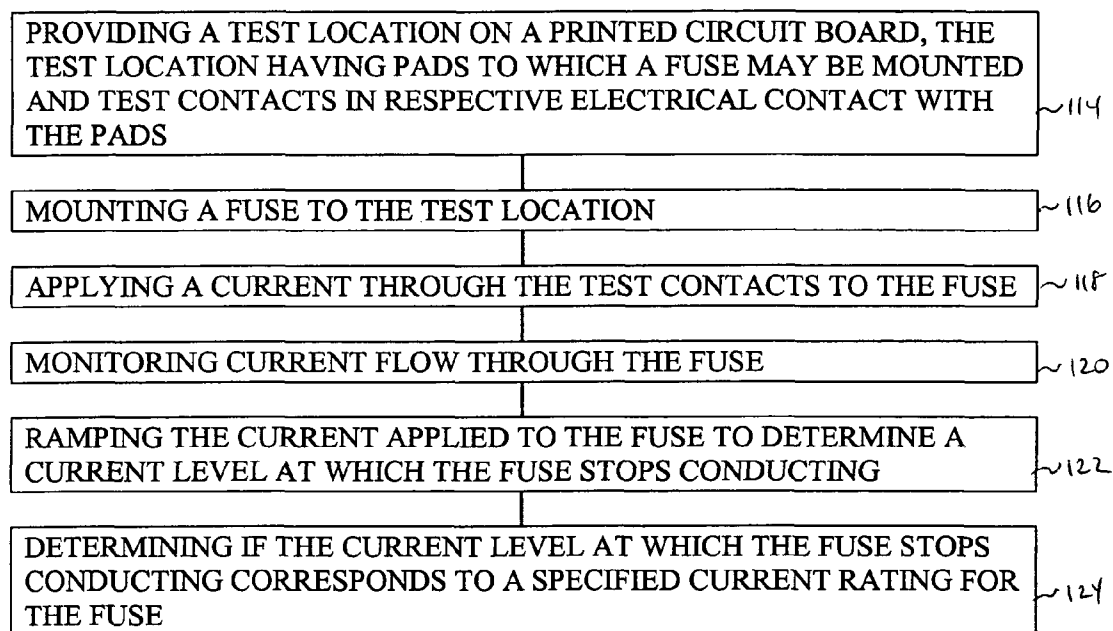 PROVIDING A TEST LOCATION ON A PRINTED CIRCUIT BOARD, THE
TEST LOCATION HAVING PADS TO WHICH A FUSE MAY BE MOUNTED
AND TEST CONTACTS IN RESPECTIVE ELECTRICAL CONTACT WITH
THE PADS
~114
MOUNTING A FUSE TO THE TEST LOCATION
~116
APPLYING A CURRENT THROUGH THE TEST CONTACTS TO THE FUSE
~118
MONITORING CURRENT FLOW THROUGH THE FUSE
~120
RAMPING THE CURRENT APPLIED TO THE FUSE TO DETERMINE A
CURRENT LEVEL AT WHICH THE FUSE STOPS CONDUCTING
~122
DETERMINING IF THE CURRENT LEVEL AT WHICH THE FUSE STOPS
CONDUCTING CORRESPONDS TO A SPECIFIED CURRENT RATING FOR
THE FUSE
~124